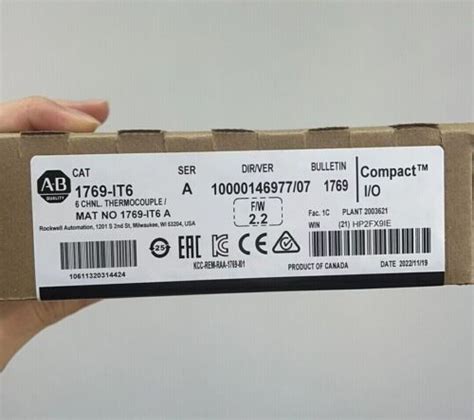 CAT
SER
DIR/VER
BULLETIN
Compact™
I/O
AB
QUALITY
1769-IT6
A
10000146977/07
1769
6 CHNL. THERMOCOUPLE /
MAT NO 1769-IT6 A
F/W
2.2
Fac. 1C
PLANT 2003621
Rockwell Automation, 1201 S 2nd St, Milwaukee, WI 53204, USA
WIN
(21) HP2FX9IE
25
10611320314424
KCC-REM-RAA-1769-I01
PRODUCT OF CANADA
DATE 2022/11/19